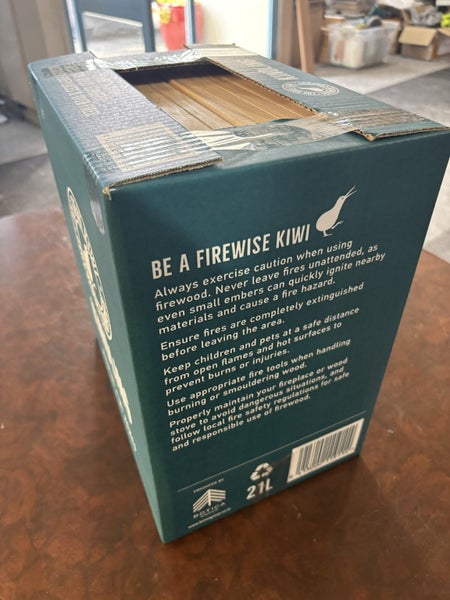 BE A FIREWISE KIWI
Always exercise caution when using
firewood. Never leave fires unattended, as
even small embers can quickly ignite nearby
materials and cause a fire hazard.
Ensure fires are completely extinguished
before leaving the area.
Keep children and pets at a safe distance
from open flames and hot surfaces to
prevent burns or injuries.
Use appropriate fire tools when handling
burning or smouldering wood.
Properly maintain your fireplace or wood
stove to avoid dangerous situations, and
follow local fire safety regulations for safe
and responsible use of firewood.
PRODUCED BY
21L